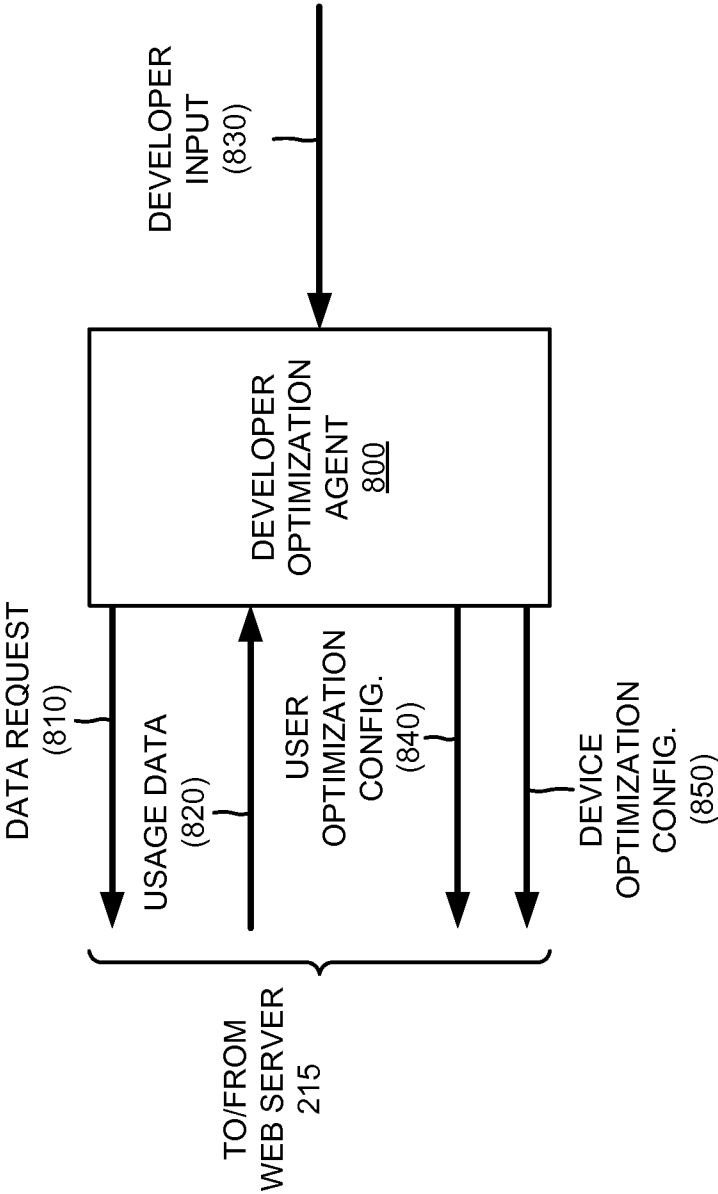 DATA REQUEST
(810)
USAGE DATA
(820)
USER
OPTIMIZATION
CONFIG.
(840)
DEVICE
OPTIMIZATION
CONFIG.
(850)
TO/FROM
WEB SERVER
215
DEVELOPER
OPTIMIZATION
AGENT
800
DEVELOPER
INPUT
(830)